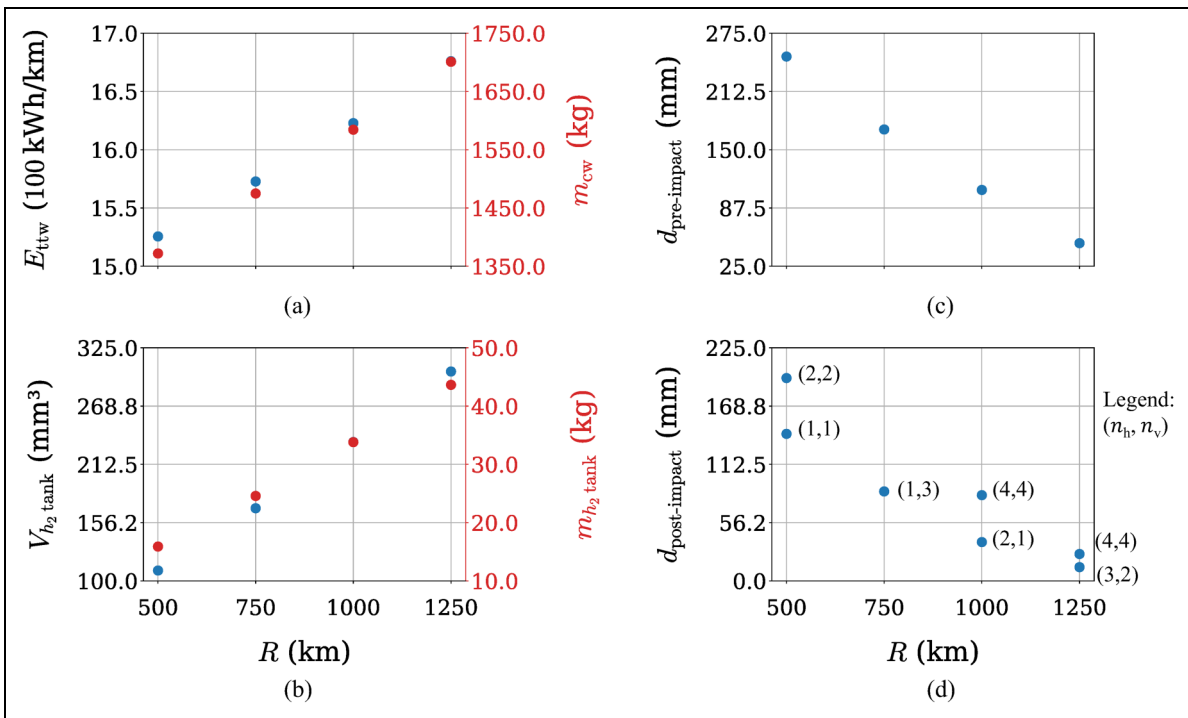 17.0
16.5
16.0
15.5
15.0
E_ttw (100 kWh/km)
1750.0
1650.0
1550.0
1450.0
1350.0
m_cw (kg)
(a)
275.0
212.5
150.0
87.5
25.0
d_pre-impact (mm)
(c)
325.0
268.8
212.5
156.2
100.0
V_h₂ tank (mm³)
50.0
40.0
30.0
20.0
10.0
m_h₂ tank (kg)
500 750 1000 1250
R (km)
(b)
225.0
168.8
112.5
56.2
0.0
d_post-impact (mm)
(2,2)
(1,1)
(1,3)
(4,4)
(2,1)
(4,4)
(3,2)
Legend:
(n_h, n_v)
500 750 1000 1250
R (km)
(d)